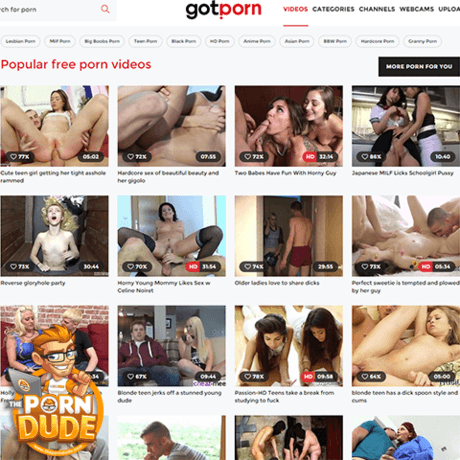 rch for porn
gotporn
VIDEOS CATEGORIES CHANNELS WEBCAMS UPLOA
Lesbian Porn Milf Porn Big Boobs Porn Teen Porn Black Porn HD Porn Anime Porn Asian Porn BBW Porn Hardcore Porn Granny Porn
Popular free porn videos
MORE PORN FOR YOU
77% 05:02
72% 07:55
72% HD 32:14
86% 10:40
Cute teen girl getting her tight asshole
rammed
Hardcore sex of beautiful beauty and
her gigolo
Two Babes Have Fun With Horny Guy
Japanese MILF Licks Schoolgirl Pussy
73% 30:44
70% HD 31:54
74% 29:55
73% HD 05:34
Reverse gloryhole party
Horny Young Mommy Likes Sex w
Celine Noiret
Older ladies love to share dicks
Perfect sweetie is tempted and plowed
by her guy
67% 09:44
78% HD 09:58
64% 05:00
Holly
Fre
Blonde teen jerks off a stunned young
dude
Passion-HD Teens take a break from
studying to fuck
blonde teen has a dick spoon style and
cums
THE
PORN
DUDE